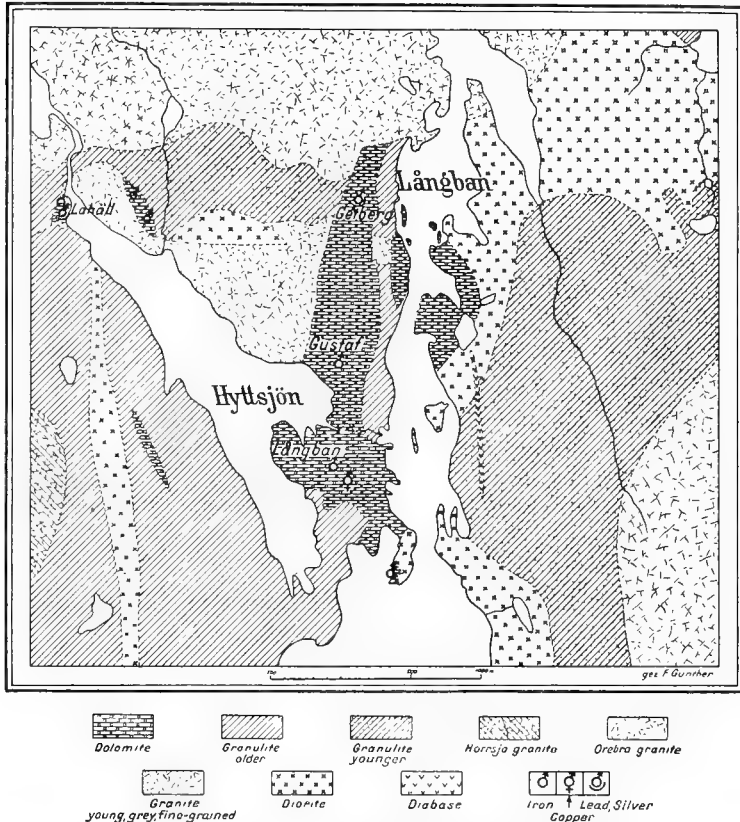 Långban
Lahäll
Getberg
Gustaf
Hyttsjön
Långban
gez F. Gunther
Dolomite
Granulite
older
Granulite
younger
Horrsjo granite
Orebro granite
Granite
young, grey, fine-grained
Diorite
Diabase
Iron
Lead, Silver
Copper